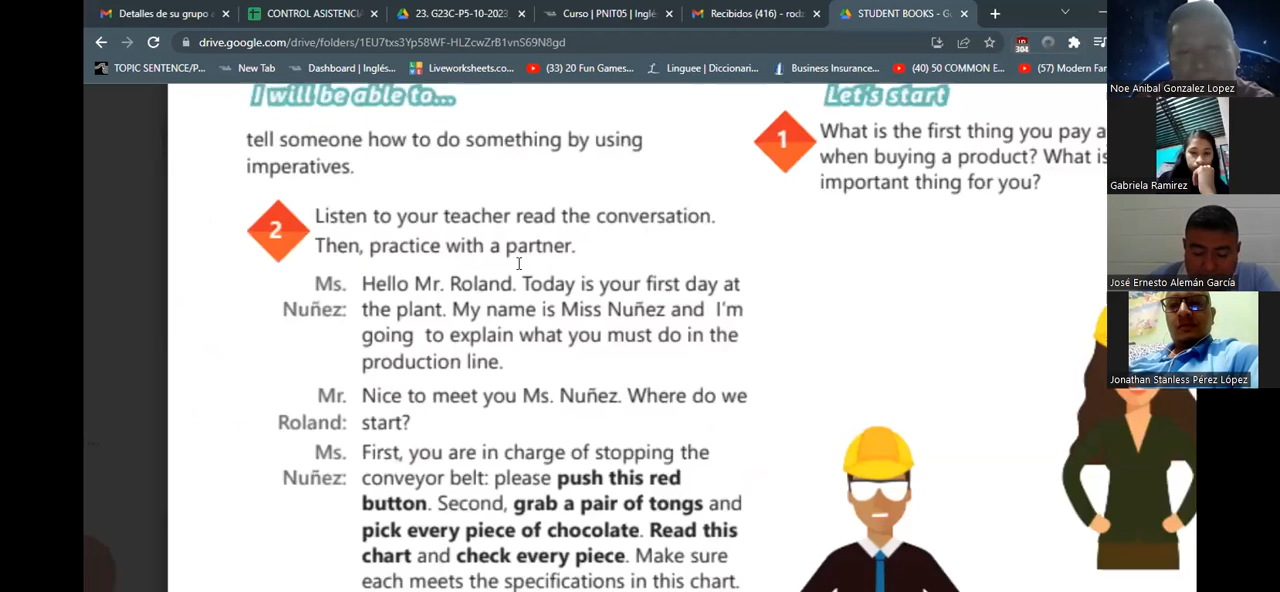 Detalles de su grupo
CONTROL ASISTENCI
23. G23C-P5-10-2023
Curso | PNIT05 | Inglé
Recibidos (416) - rodz
STUDENT BOOKS - G
drive.google.com/drive/folders/1EU7txs3Yp58WF-HLZcwZrB1vnS69N8gd
304
TOPIC SENTENCE/P...
New Tab
Dashboard | Inglés...
Liveworksheets.co...
(33) 20 Fun Games...
Linguee | Diccionari...
Business Insurance...
(40) 50 COMMON E...
(57) Modern Far
I will be able to...
tell someone how to do something by using
imperatives.
2
Listen to your teacher read the conversation.
Then, practice with a partner.
Ms. Hello Mr. Roland. Today is your first day at
Nuñez: the plant. My name is Miss Nuñez and I'm
going to explain what you must do in the
production line.
Mr. Nice to meet you Ms. Nuñez. Where do we
Roland: start?
Ms. First, you are in charge of stopping the
Nuñez: conveyor belt: please push this red
button. Second, grab a pair of tongs and
pick every piece of chocolate. Read this
chart and check every piece. Make sure
each meets the specifications in this chart.
Let's start
1
What is the first thing you pay a
when buying a product? What is
important thing for you?
Noe Anibal Gonzalez Lopez
Gabriela Ramirez
José Ernesto Alemán García
Jonathan Stanless Pérez López